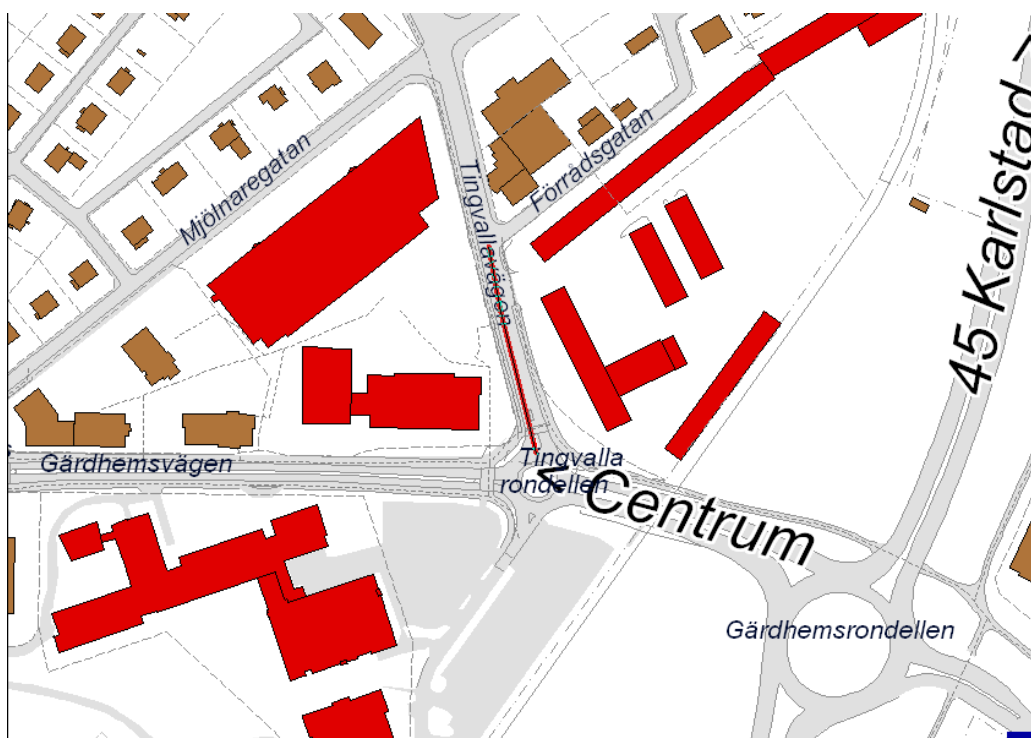 Mjölnaregatan
Tingvallavägen
Förrådsgatan
45 Karlstad
Gärdhemsvägen
Tingvalla
rondellen
< Centrum
Gärdhemsrondellen